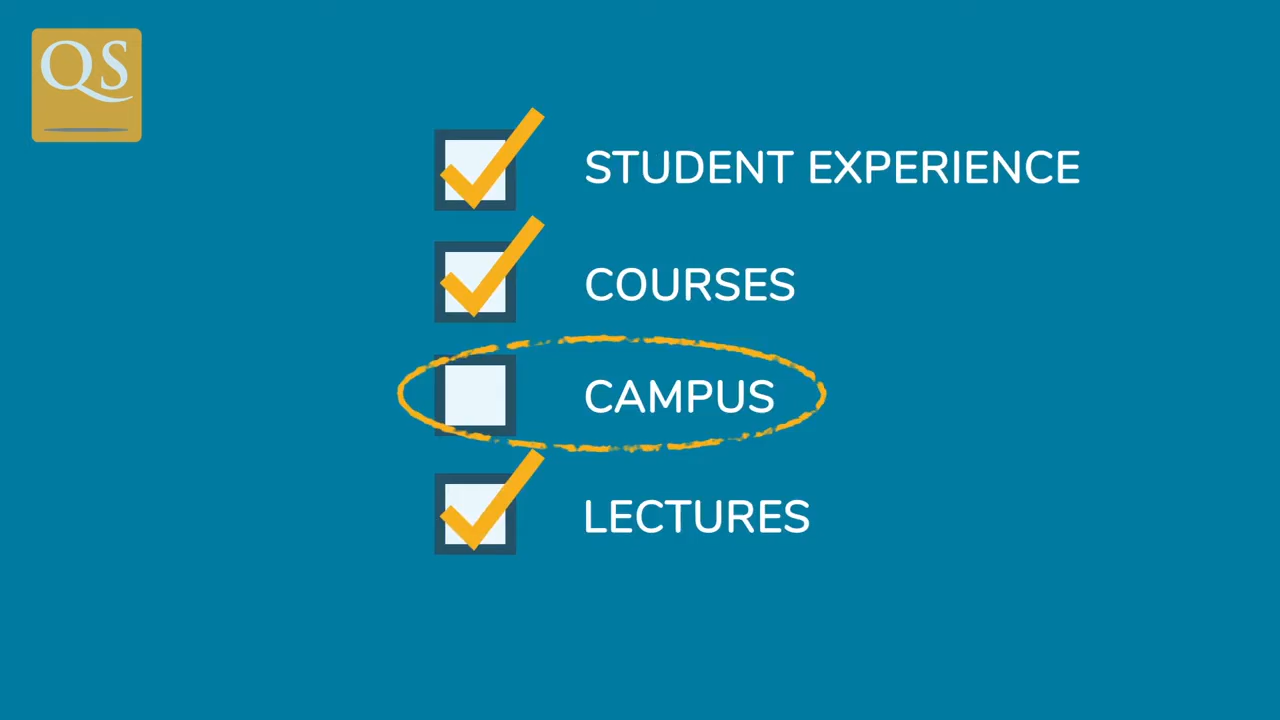 QS
STUDENT EXPERIENCE
COURSES
CAMPUS
LECTURES